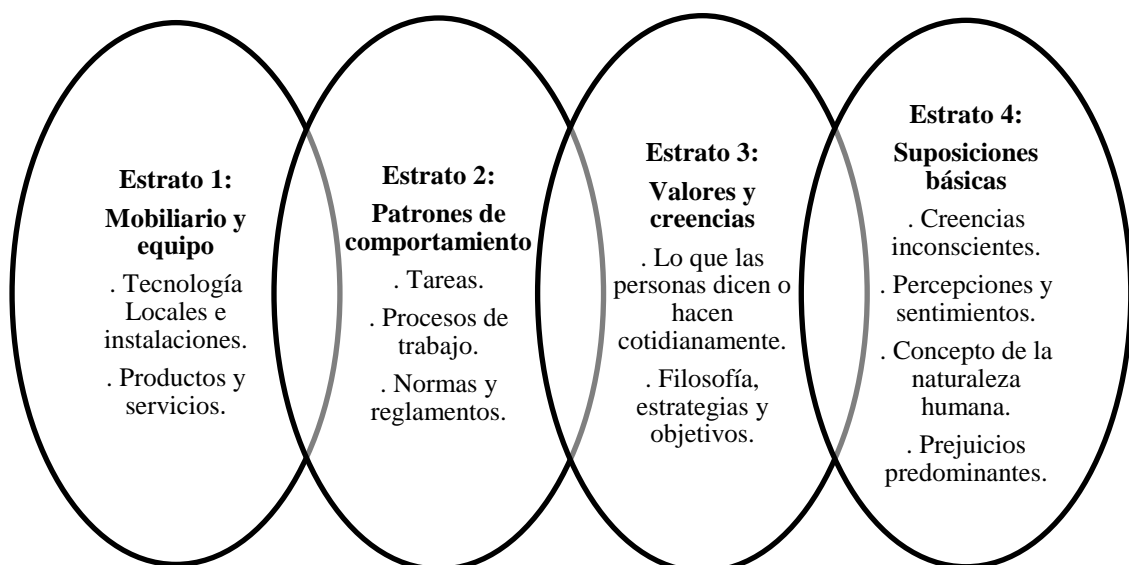 Estrato 1:
Mobiliario y
equipo
. Tecnología
Locales e
instalaciones.
. Productos y
servicios.
Estrato 2:
Patrones de
comportamiento
. Tareas.
. Procesos de
trabajo.
. Normas y
reglamentos.
Estrato 3:
Valores y
creencias
. Lo que las
personas dicen o
hacen
cotidianamente.
. Filosofía,
estrategias y
objetivos.
Estrato 4:
Suposiciones
básicas
. Creencias
inconscientes.
. Percepciones y
sentimientos.
. Concepto de la
naturaleza
humana.
. Prejuicios
predominantes.